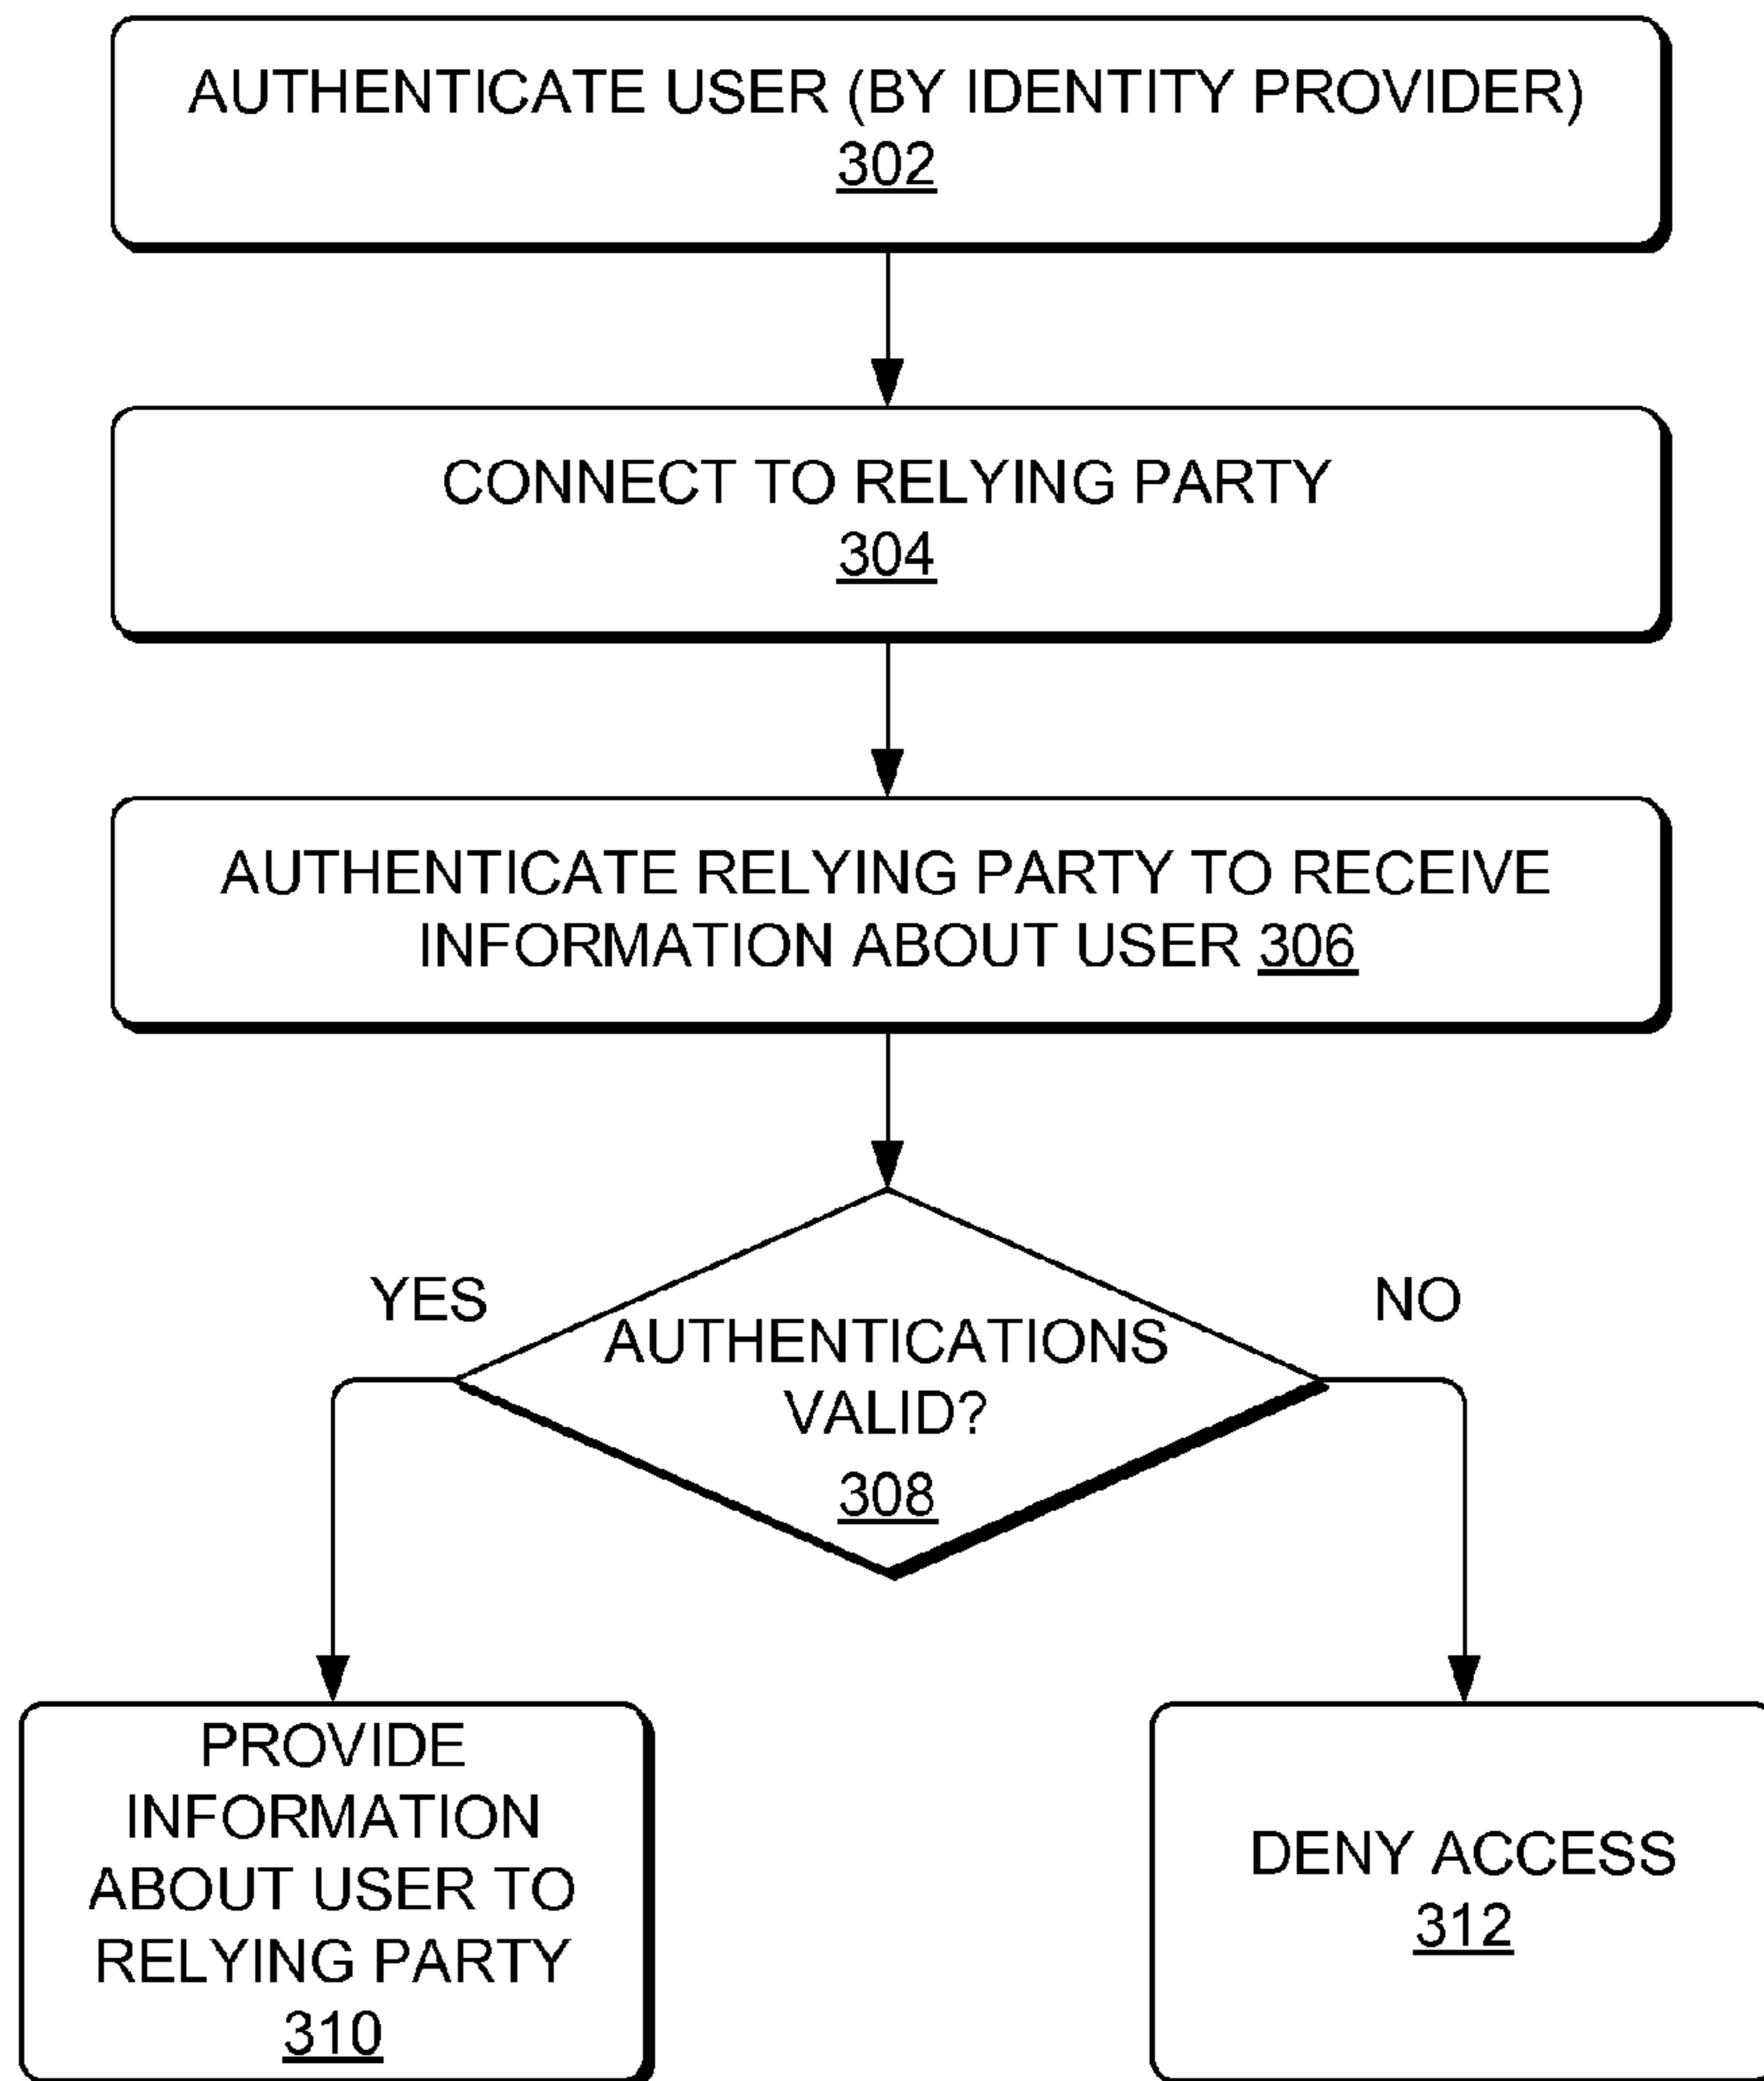 AUTHENTICATE USER (BY IDENTITY PROVIDER)
302
CONNECT TO RELYING PARTY
304
AUTHENTICATE RELYING PARTY TO RECEIVE
INFORMATION ABOUT USER 306
YES
NO
AUTHENTICATIONS
VALID?
308
PROVIDE
INFORMATION
ABOUT USER TO
RELYING PARTY
310
DENY ACCESS
312